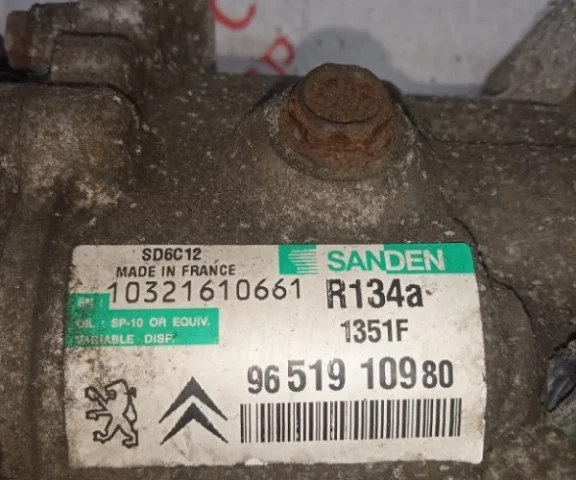 SD6C12
MADE IN FRANCE
SANDEN
SN: 10321610661
R134a
OIL: SP-10 OR EQUIV.
VARIABLE DISP.
1351F
96 519 109 80